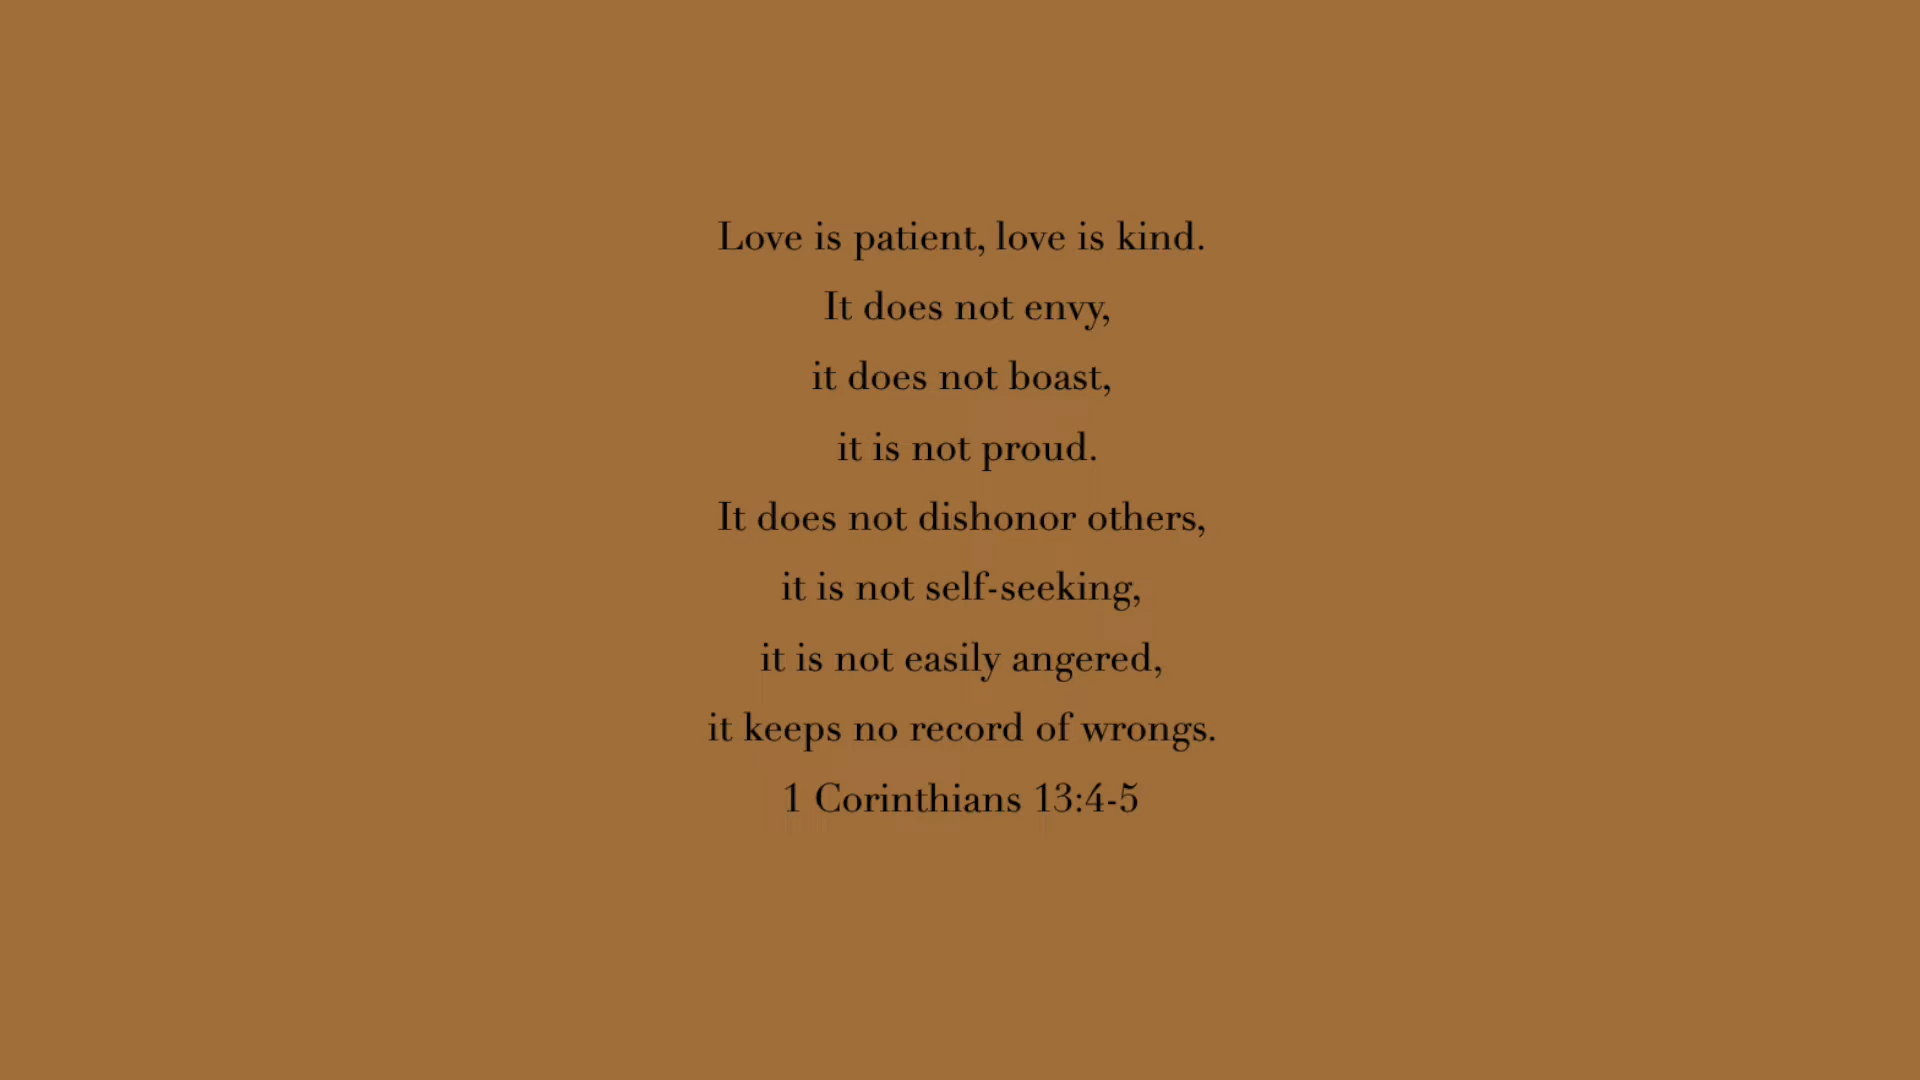 Love is patient, love is kind.
It does not envy,
it does not boast,
it is not proud.
It does not dishonor others,
it is not self-seeking,
it is not easily angered,
it keeps no record of wrongs.
1 Corinthians 13:4-5